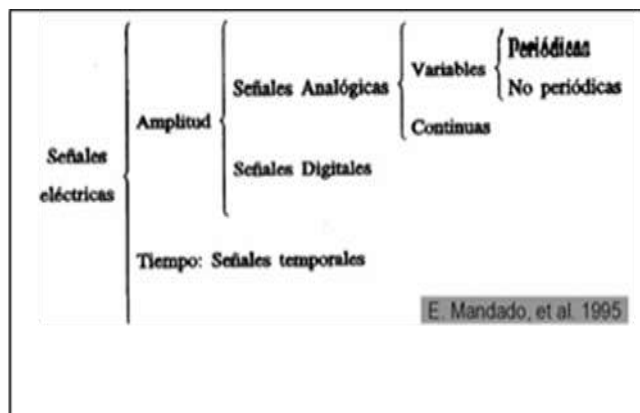 Periódicas
Variables
Señales Analógicas
No periódicas
Amplitud
Continuas
Señales
eléctricas
Señales Digitales
Tiempo: Señales temporales
E. Mandado, et al. 1995